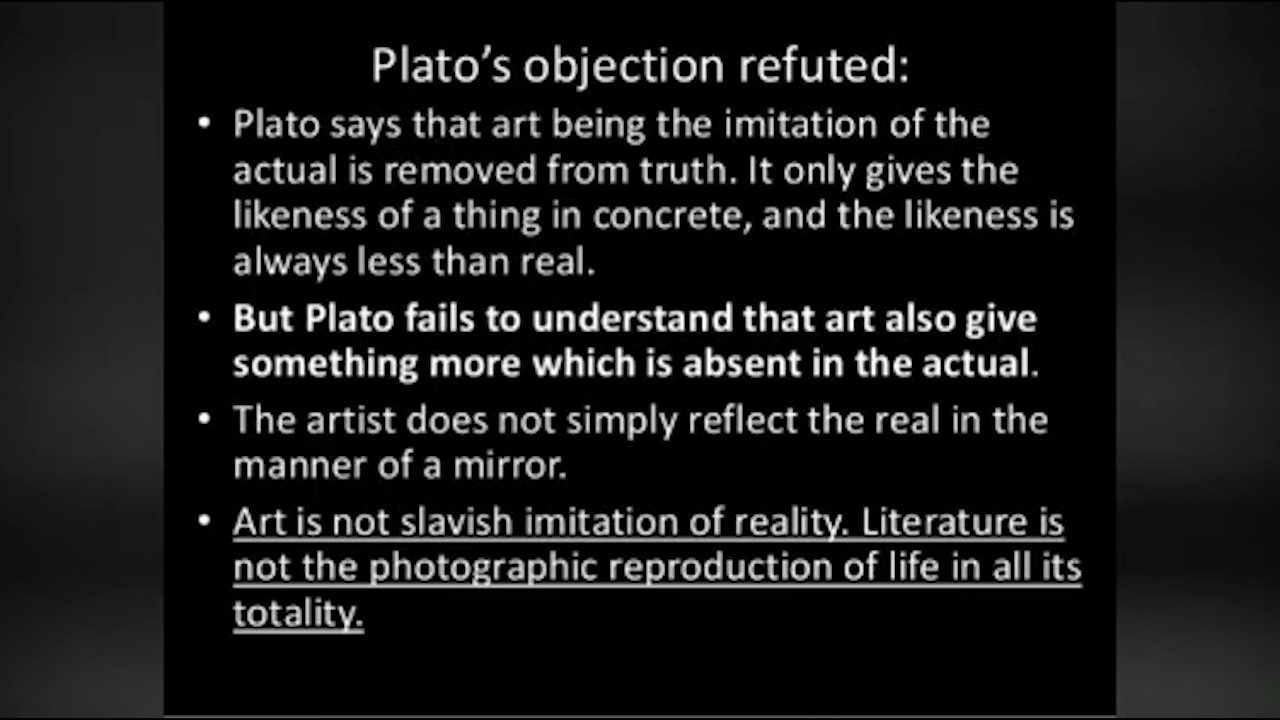 Plato’s objection refuted:
• Plato says that art being the imitation of the
actual is removed from truth. It only gives the
likeness of a thing in concrete, and the likeness is
always less than real.
• But Plato fails to understand that art also give
something more which is absent in the actual.
• The artist does not simply reflect the real in the
manner of a mirror.
• Art is not slavish imitation of reality. Literature is
not the photographic reproduction of life in all its
totality.